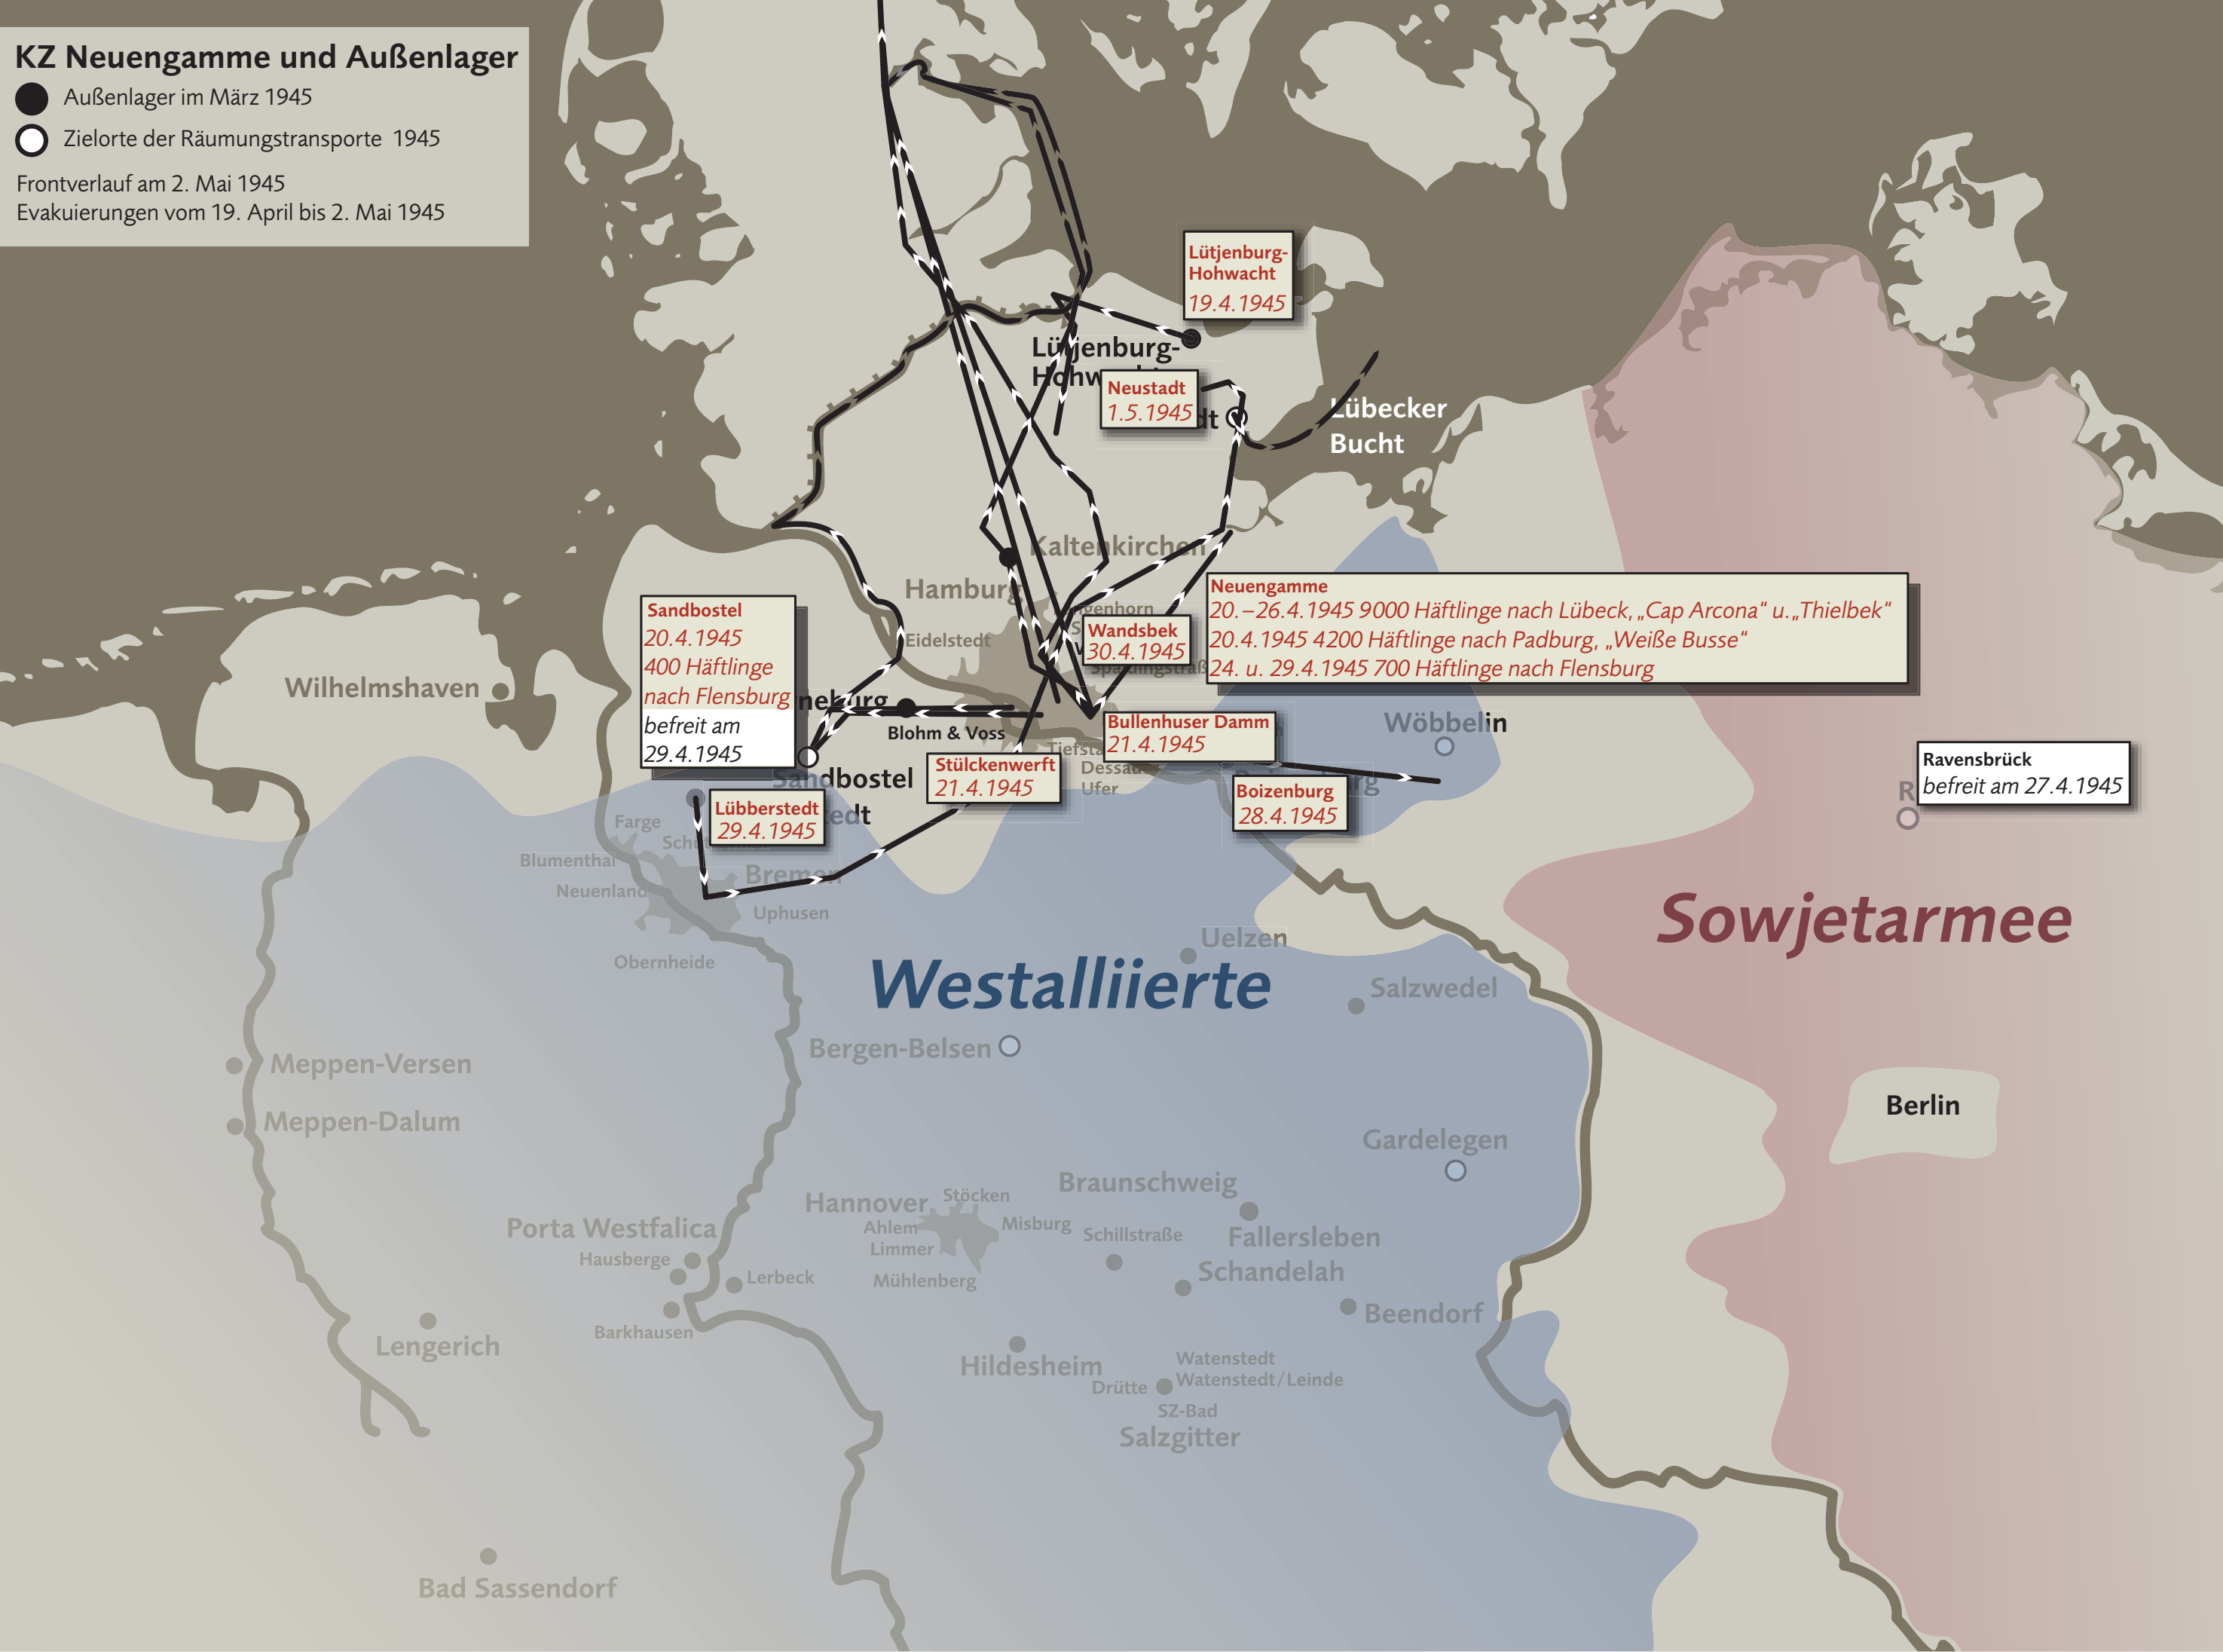 KZ Neuengamme und Außenlager
Außenlager im März 1945
Zielorte der Räumungstransporte 1945
Frontverlauf am 2. Mai 1945
Evakuierungen vom 19. April bis 2. Mai 1945
Lütjenburg-
Hohwacht
19.4.1945
Lütjenburg-
Neustadt
1.5.1945
Lübecker
Bucht
Kaltenkirchen
Hamburg
Eidelstedt
Wandsbek
30.4.1945
Neuengamme
20.–26.4.1945 9000 Häftlinge nach Lübeck, „Cap Arcona“ u. „Thielbek“
20.4.1945 4200 Häftlinge nach Padburg, „Weiße Busse“
24. u. 29.4.1945 700 Häftlinge nach Flensburg
Sandbostel
20.4.1945
400 Häftlinge
nach Flensburg
befreit am
29.4.1945
Wilhelmshaven
Blohm & Voss
Bullenhuser Damm
21.4.1945
Wöbbelin
Stülckenwerft
21.4.1945
Dessauer
Ufer
Sandbostel
Boizenburg
28.4.1945
Ravensbrück
befreit am 27.4.1945
Lübberstedt
29.4.1945
Farge
Blumenthal
Neuenland
Bremen
Uphusen
Obernheide
Sowjetarmee
Westalliierte
Uelzen
Salzwedel
Bergen-Belsen
Meppen-Versen
Meppen-Dalum
Berlin
Gardelegen
Braunschweig
Schillstraße
Fallersleben
Schandelah
Beendorf
Hannover
Stöcken
Ahlem
Misburg
Limmer
Mühlenberg
Porta Westfalica
Hausberge
Lerbeck
Barkhausen
Lengerich
Hildesheim
Watenstedt
Watenstedt/Leinde
Drütte
SZ-Bad
Salzgitter
Bad Sassendorf